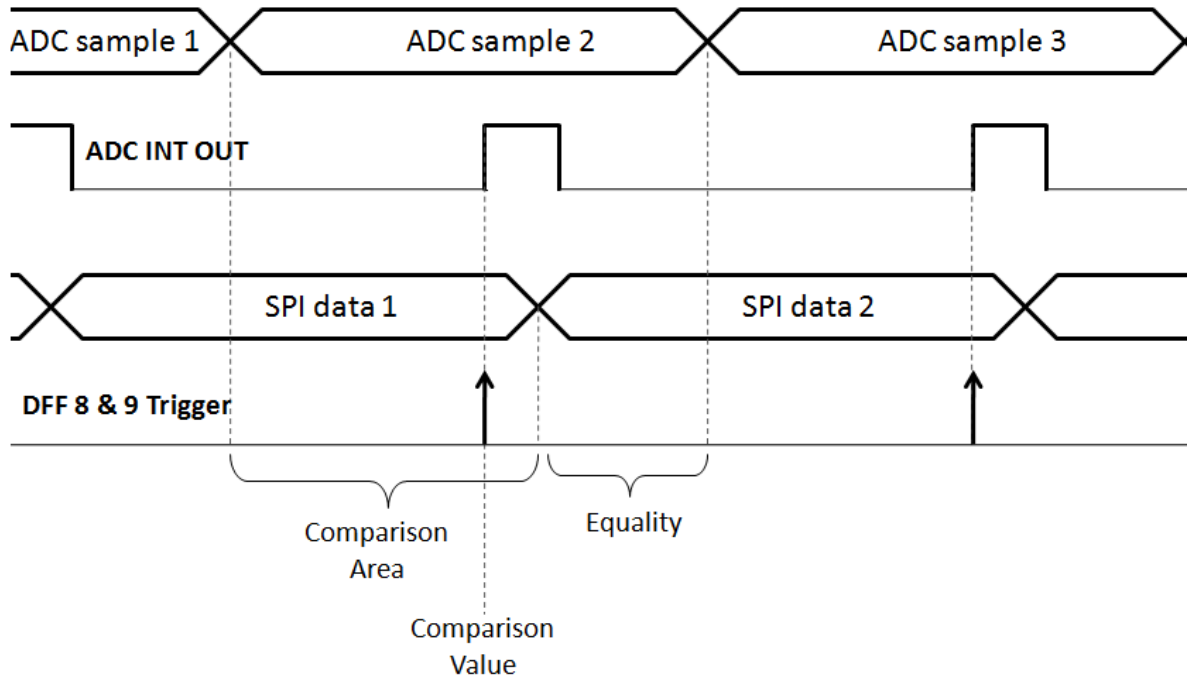 ADC sample 1
ADC sample 2
ADC sample 3
ADC INT OUT
SPI data 1
SPI data 2
DFF 8 & 9 Trigger
Comparison
Area
Equality
Comparison
Value